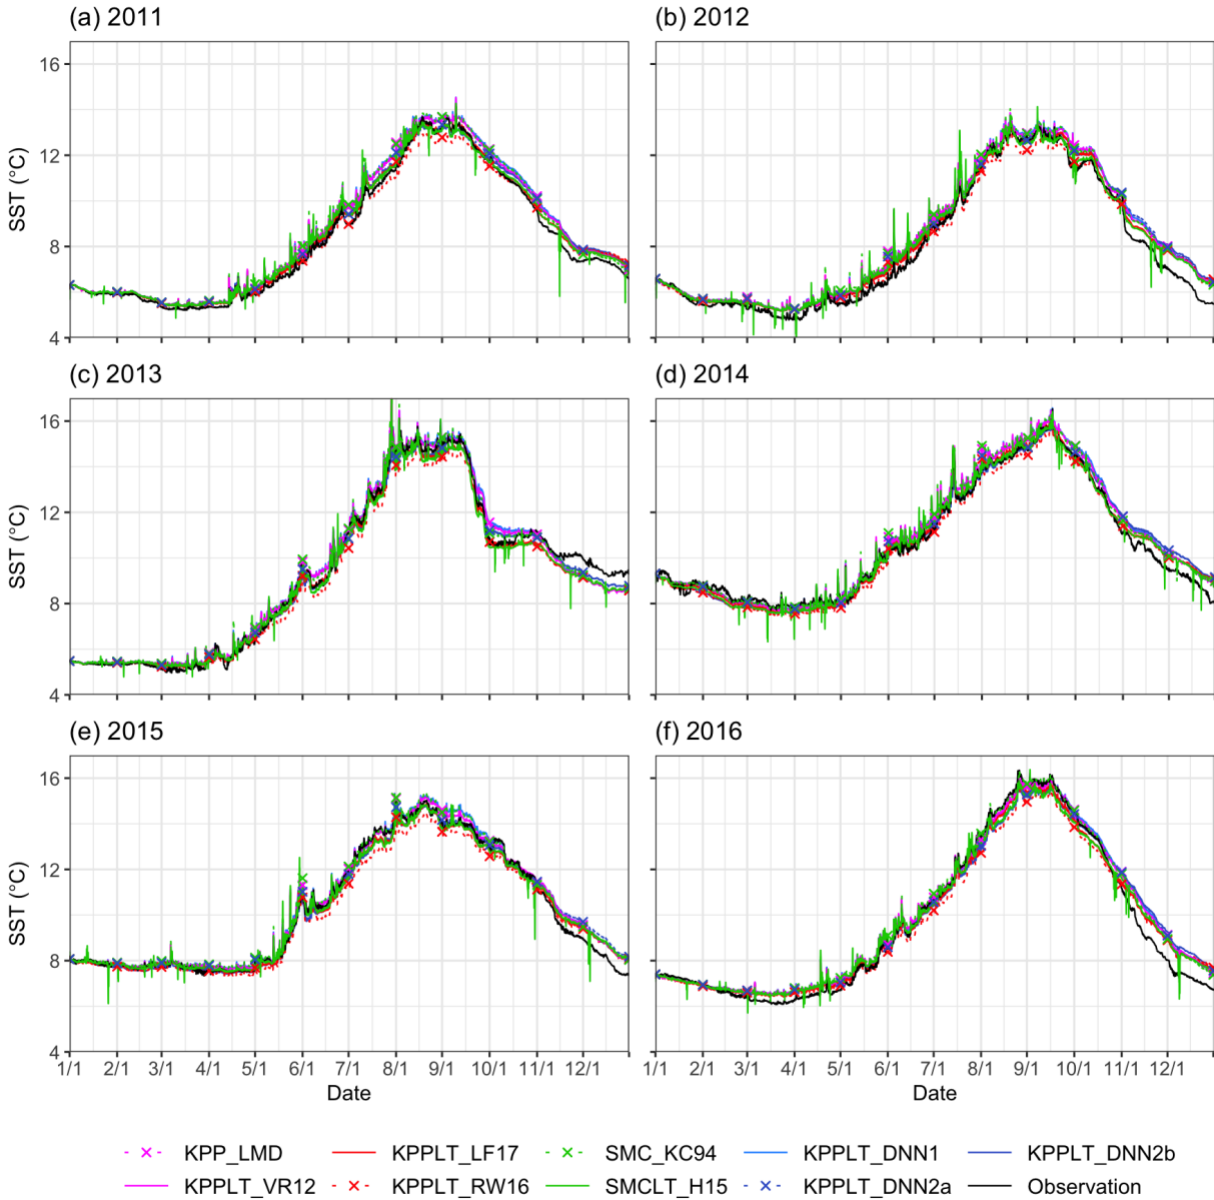 (a) 2011
(b) 2012
16
12
8
4
SST (°C)
(c) 2013
(d) 2014
16
12
8
4
SST (°C)
(e) 2015
(f) 2016
16
12
8
4
SST (°C)
1/1 2/1 3/1 4/1 5/1 6/1 7/1 8/1 9/1 10/1 11/1 12/1
1/1 2/1 3/1 4/1 5/1 6/1 7/1 8/1 9/1 10/1 11/1 12/1
Date
Date
KPP_LMD KPPLT_LF17 SMC_KC94 KPPLT_DNN1 KPPLT_DNN2b
KPPLT_VR12 KPPLT_RW16 SMCLT_H15 KPPLT_DNN2a Observation